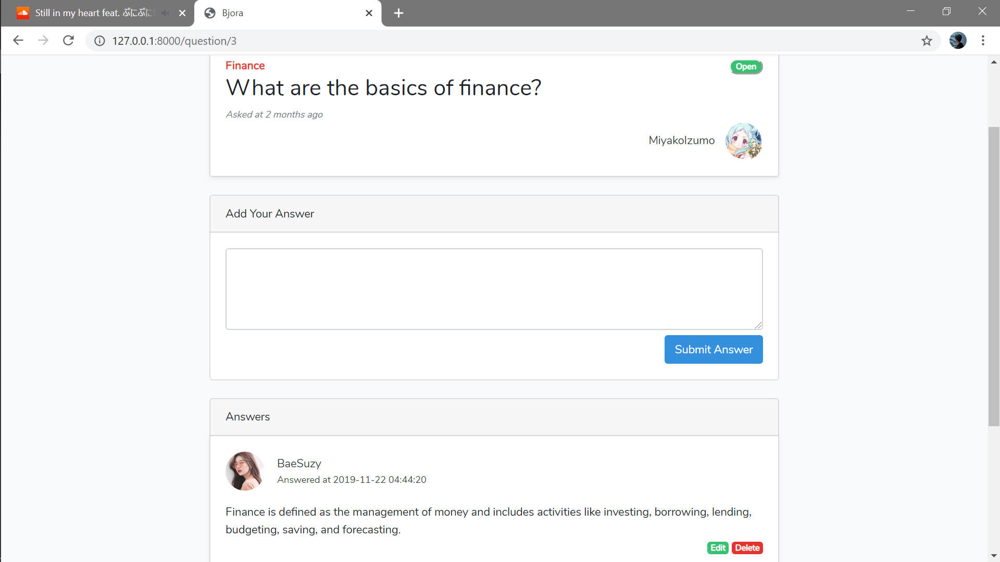 Still in my heart feat. ぷにぷに
Bjora
127.0.0.1:8000/question/3
Finance
Open
What are the basics of finance?
Asked at 2 months ago
MiyakoIzumo
Add Your Answer
Submit Answer
Answers
BaeSuzy
Answered at 2019-11-22 04:44:20
Finance is defined as the management of money and includes activities like investing, borrowing, lending,
budgeting, saving, and forecasting.
Edit Delete